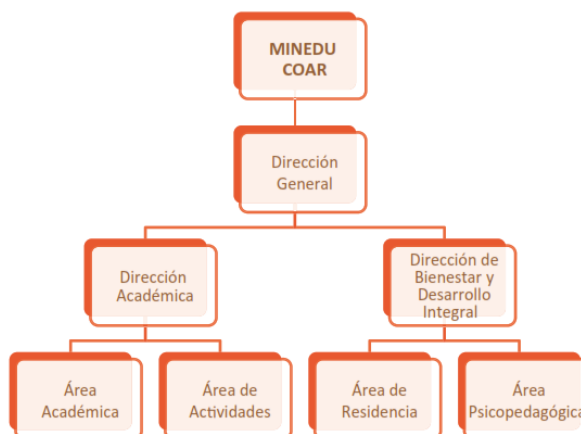 MINEDU
COAR
Dirección
General
Dirección
Académica
Dirección de
Bienestar y
Desarrollo
Integral
Área
Académica
Área de
Actividades
Área de
Residencia
Área
Psicopedagógica